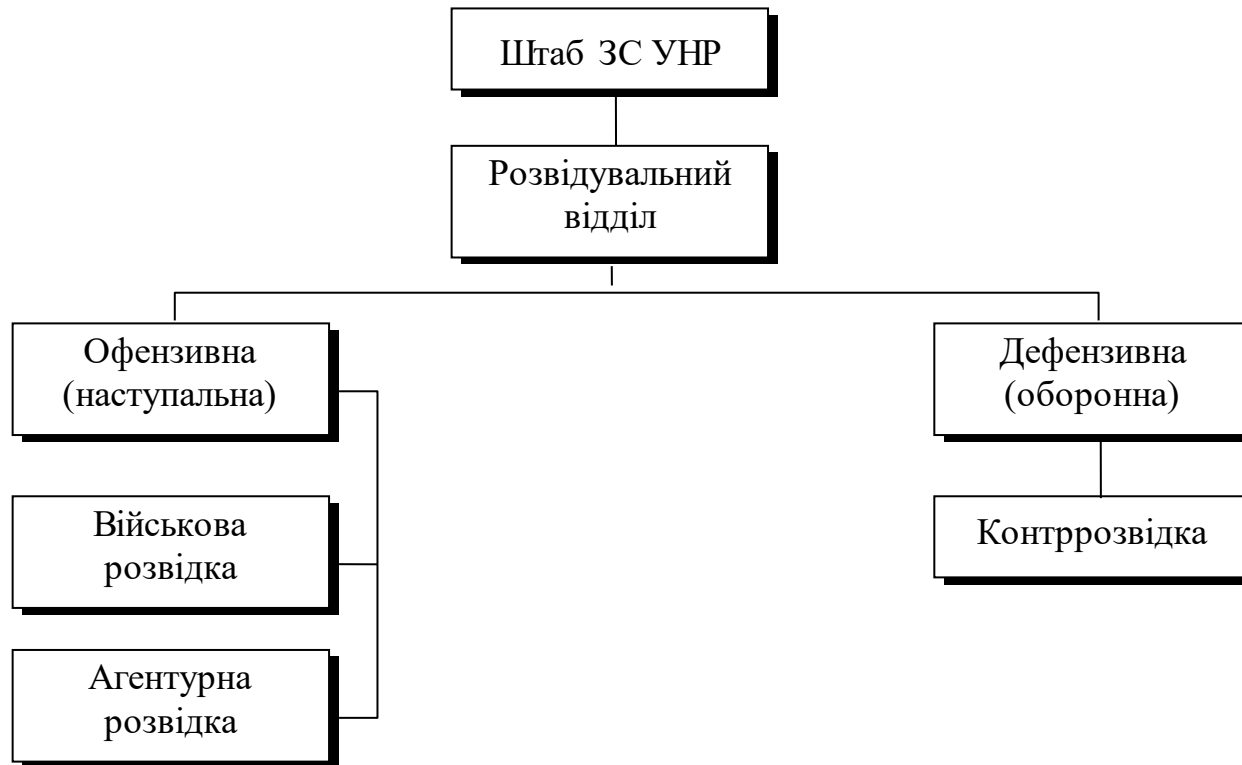 Штаб ЗС УНР
Розвідувальний
відділ
Офензивна
(наступальна)
Дефензивна
(оборонна)
Військова
розвідка
Контррозвідка
Агентурна
розвідка